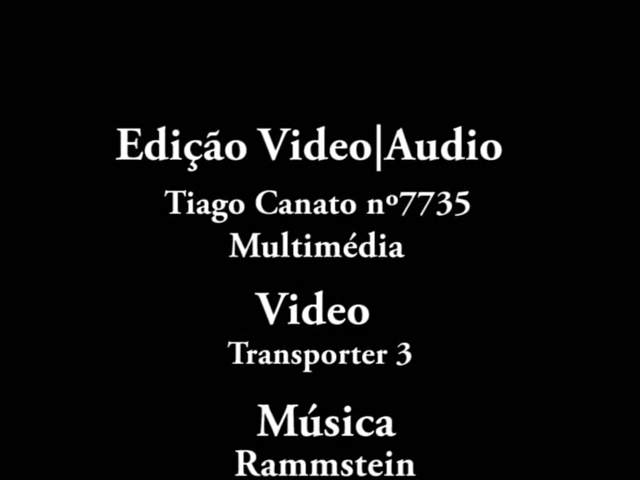 Edição Video|Audio
Tiago Canato nº7735
Multimédia
Video
Transporter 3
Música
Rammstein